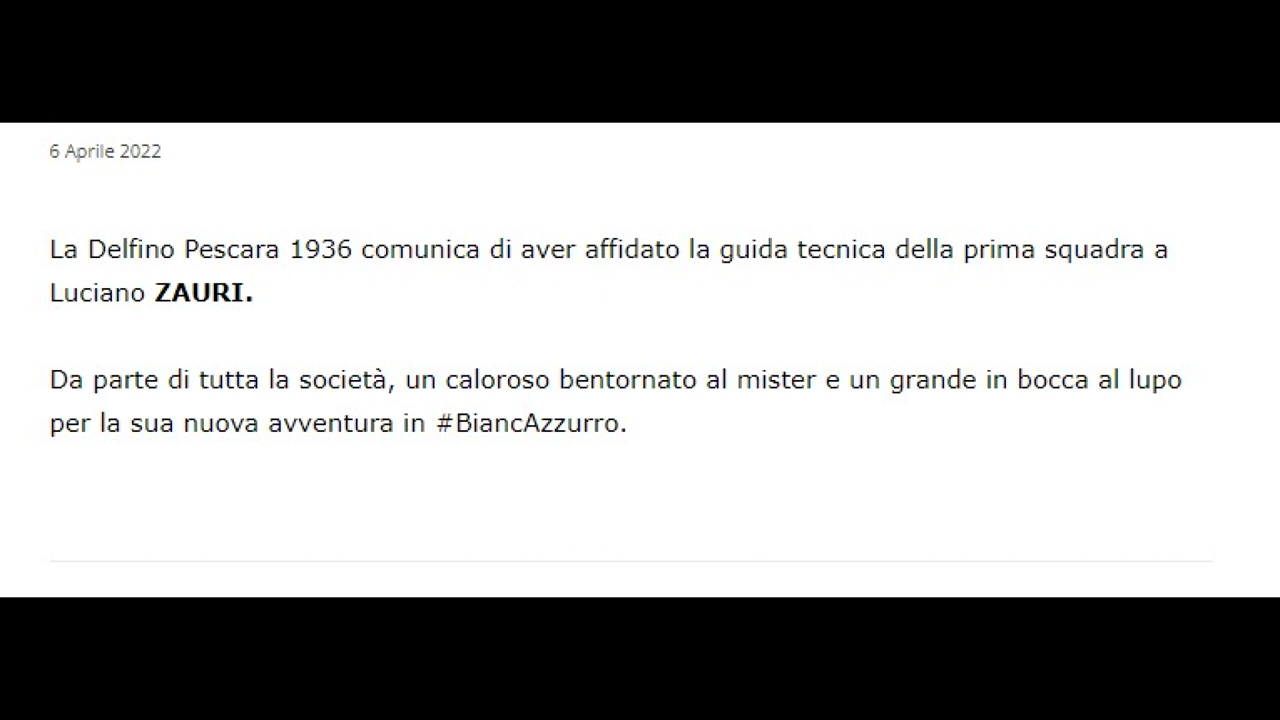 6 Aprile 2022
La Delfino Pescara 1936 comunica di aver affidato la guida tecnica della prima squadra a
Luciano ZAURI.
Da parte di tutta la società, un caloroso bentornato al mister e un grande in bocca al lupo
per la sua nuova avventura in #BiancAzzurro.